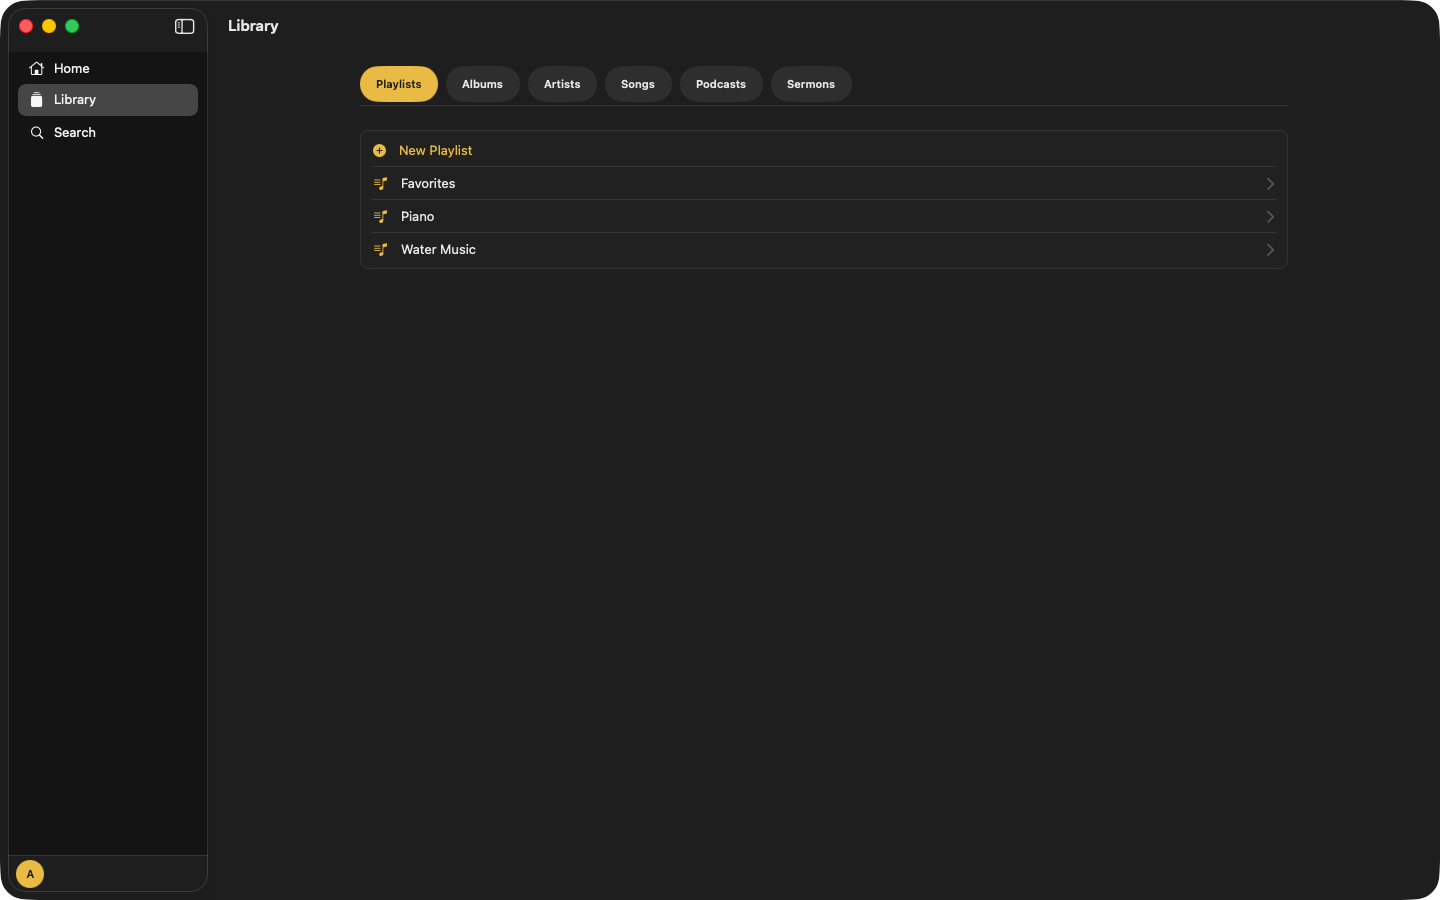 Library
Home
Library
Search
Playlists Albums Artists Songs Podcasts Sermons
New Playlist
Favorites
Piano
Water Music
A